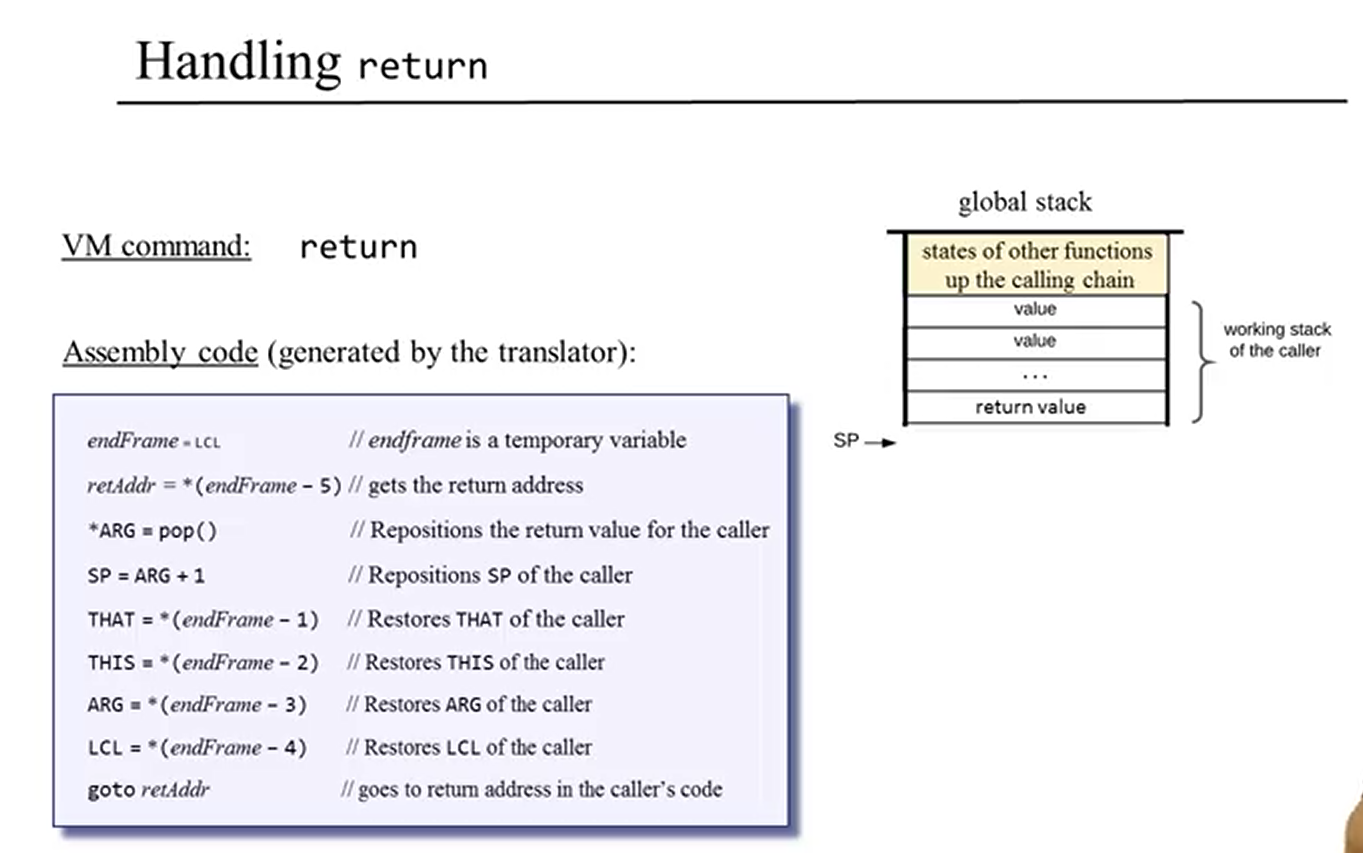 Handling return
VM command: return
Assembly code (generated by the translator):
endFrame = LCL // endframe is a temporary variable
retAddr = *(endFrame – 5) // gets the return address
*ARG = pop() // Repositions the return value for the caller
SP = ARG + 1 // Repositions SP of the caller
THAT = *(endFrame – 1) // Restores THAT of the caller
THIS = *(endFrame – 2) // Restores THIS of the caller
ARG = *(endFrame – 3) // Restores ARG of the caller
LCL = *(endFrame – 4) // Restores LCL of the caller
goto retAddr // goes to return address in the caller's code
global stack
states of other functions
up the calling chain
value
value
...
return value
SP
working stack
of the caller